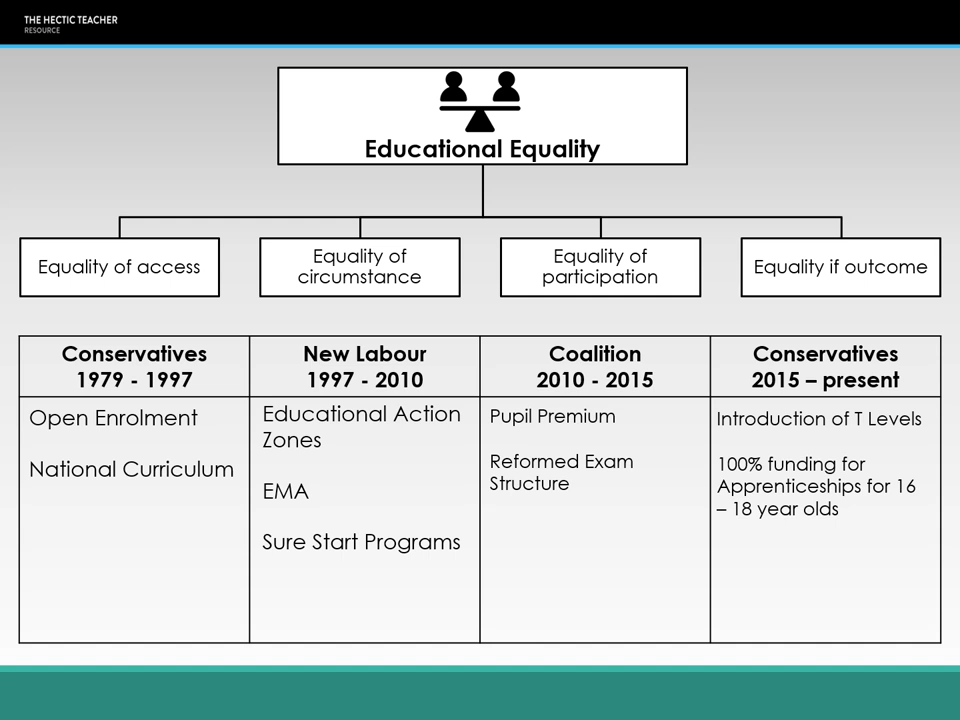 THE HECTIC TEACHER
RESOURCE
Educational Equality
Equality of access
Equality of
circumstance
Equality of
participation
Equality if outcome
Conservatives
1979 - 1997
New Labour
1997 - 2010
Coalition
2010 - 2015
Conservatives
2015 – present
Open Enrolment
National Curriculum
Educational Action
Zones
EMA
Sure Start Programs
Pupil Premium
Reformed Exam
Structure
Introduction of T Levels
100% funding for
Apprenticeships for 16
– 18 year olds